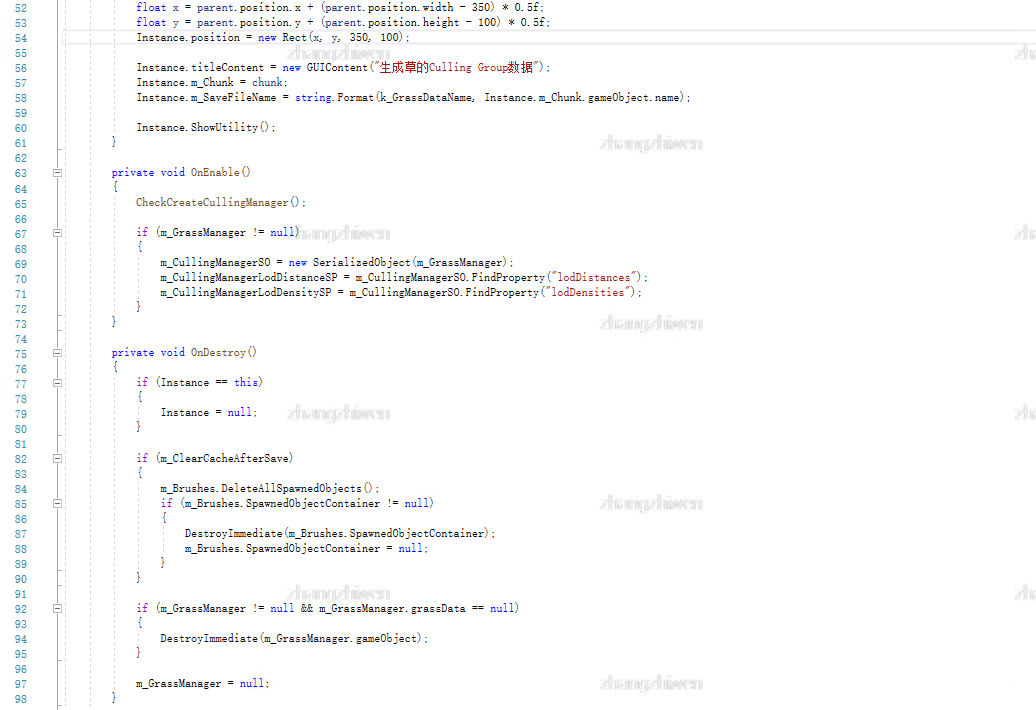 52 float x = parent.position.x + (parent.position.width - 350) * 0.5f;
53 float y = parent.position.y + (parent.position.height - 100) * 0.5f;
54 Instance.position = new Rect(x, y, 350, 100);
55
56 Instance.titleContent = new GUIContent("生成草的Culling Group数据");
57 Instance.m_Chunk = chunk;
58 Instance.m_SaveFileName = string.Format(k_GrassDataName, Instance.m_Chunk.gameObject.name);
59
60 Instance.ShowUtility();
61 }
62
63 private void OnEnable()
64 {
65 CheckCreateCullingManager();
66
67 if (m_GrassManager != null)
68 {
69 m_CullingManagerSO = new SerializedObject(m_GrassManager);
70 m_CullingManagerLodDistanceSP = m_CullingManagerSO.FindProperty("lodDistances");
71 m_CullingManagerLodDensitySP = m_CullingManagerSO.FindProperty("lodDensities");
72 }
73 }
74
75 private void OnDestroy()
76 {
77 if (Instance == this)
78 {
79 Instance = null;
80 }
81
82 if (m_ClearCacheAfterSave)
83 {
84 m_Brushes.DeleteAllSpawnedObjects();
85 if (m_Brushes.SpawnedObjectContainer != null)
86 {
87 DestroyImmediate(m_Brushes.SpawnedObjectContainer);
88 m_Brushes.SpawnedObjectContainer = null;
89 }
90 }
91
92 if (m_GrassManager != null && m_GrassManager.grassData == null)
93 {
94 DestroyImmediate(m_GrassManager.gameObject);
95 }
96
97 m_GrassManager = null;
98 }
zhangzhiwen
zhangzhiwen
zhangzhiwen
zhangzhiwen
zhangzhiwen
zhangzhiwen
zhangzhiwen
zhangzhiwen